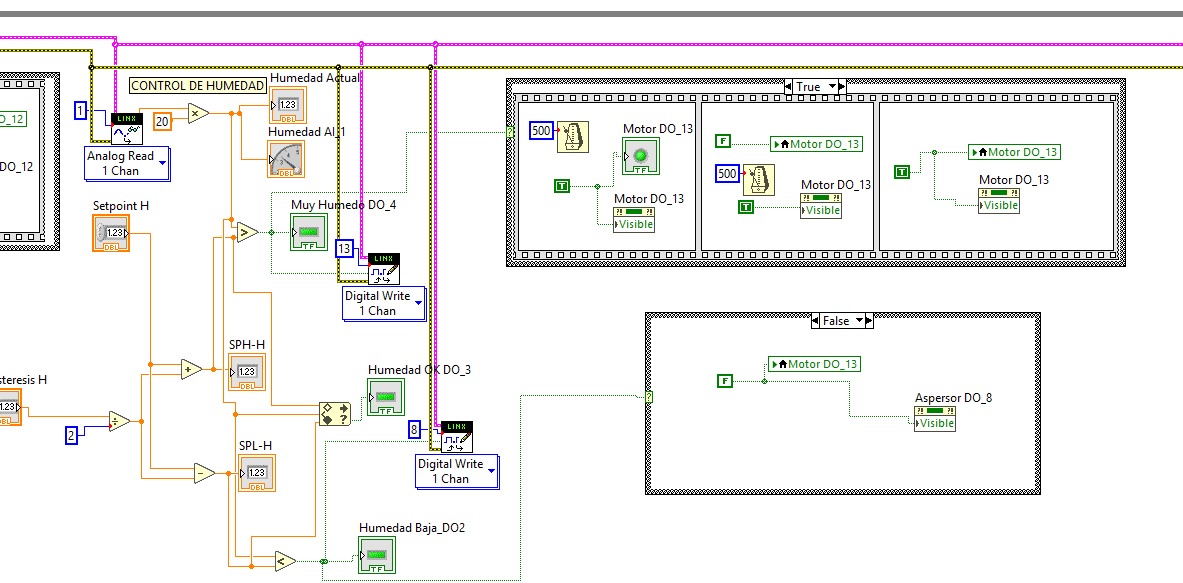 O_12
DO_12
CONTROL DE HUMEDAD
1
LINX
Analog Read
1 Chan
20
Humedad Actual
1.23
DBL
Humedad AI_1
DBL
Setpoint H
1.23
DBL
Muy Humedo DO_4
TF
13
LINX
Digital Write
1 Chan
SPH-H
1.23
DBL
steresis H
1.23
DBL
2
Humedad OK DO_3
TF
8
LINX
Digital Write
1 Chan
SPL-H
1.23
DBL
Humedad Baja_DO2
TF
True
500
Motor DO_13
TF
T
Motor DO_13
Visible
F
Motor DO_13
500
Motor DO_13
T
Visible
T
Motor DO_13
Motor DO_13
Visible
False
Motor DO_13
F
Aspersor DO_8
Visible